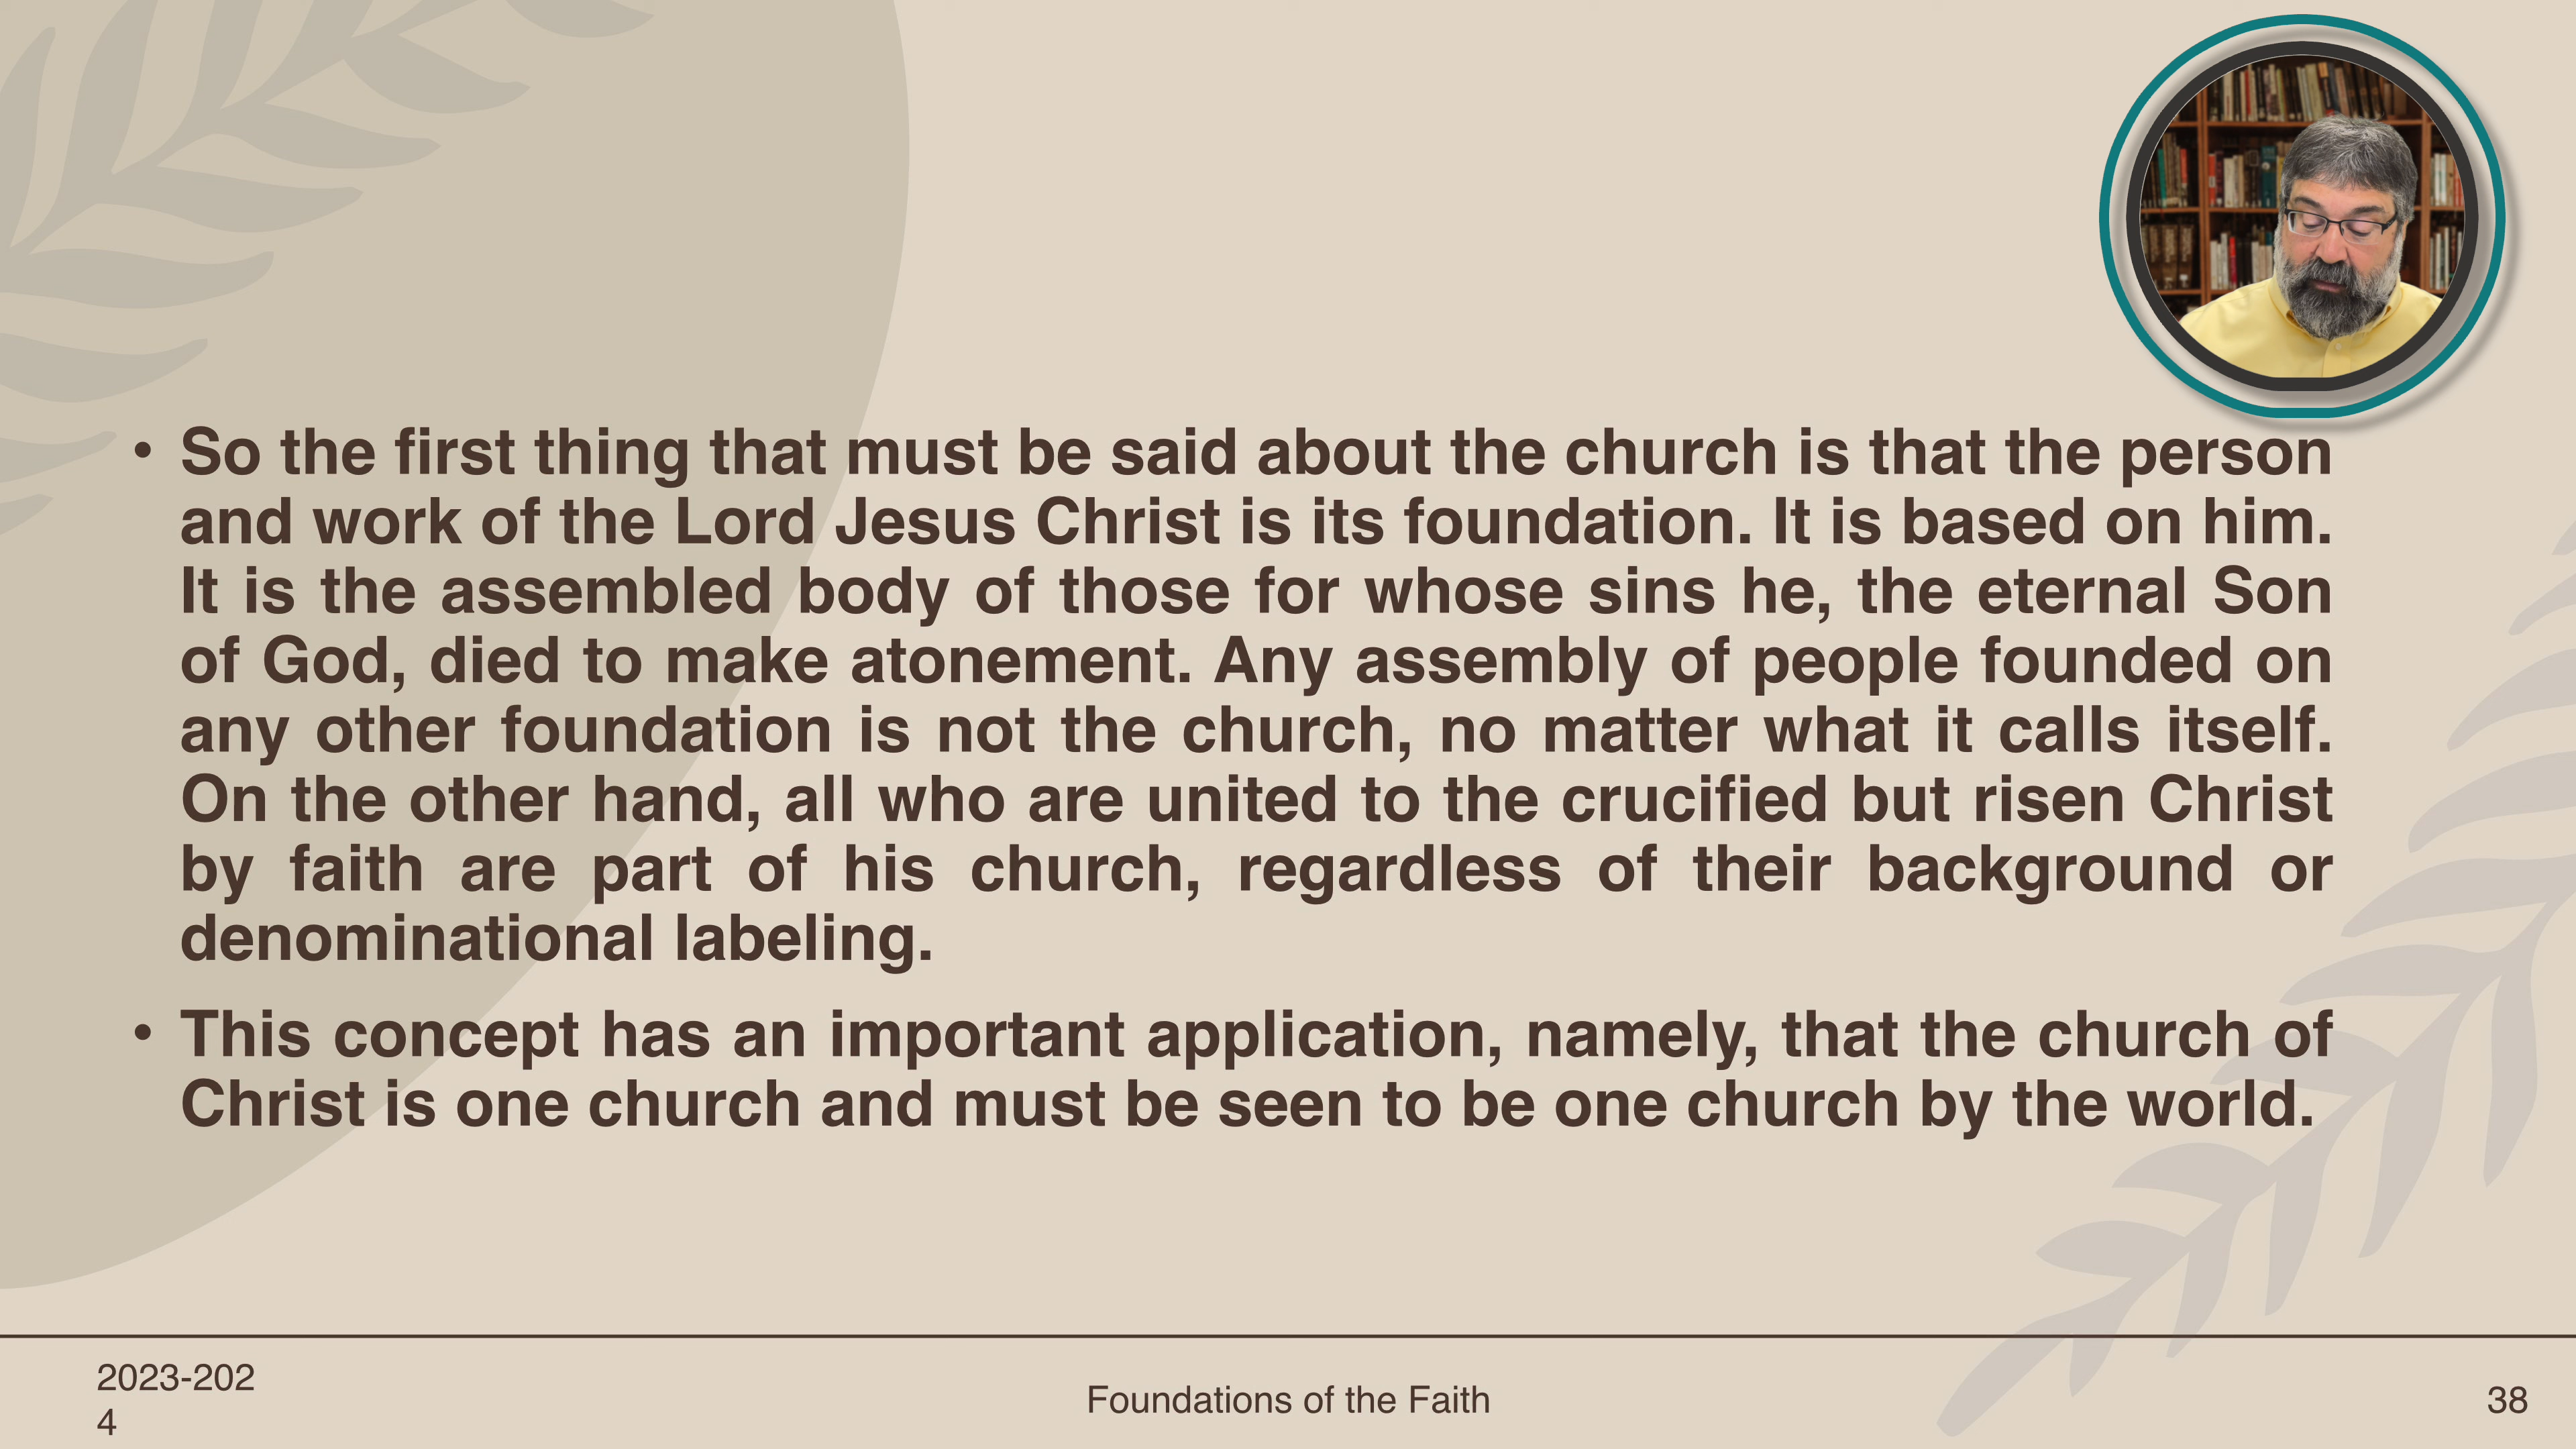 • So the first thing that must be said about the church is that the person
and work of the Lord Jesus Christ is its foundation. It is based on him.
It is the assembled body of those for whose sins he, the eternal Son
of God, died to make atonement. Any assembly of people founded on
any other foundation is not the church, no matter what it calls itself.
On the other hand, all who are united to the crucified but risen Christ
by faith are part of his church, regardless of their background or
denominational labeling.
• This concept has an important application, namely, that the church of
Christ is one church and must be seen to be one church by the world.
2023-202
4
Foundations of the Faith
38